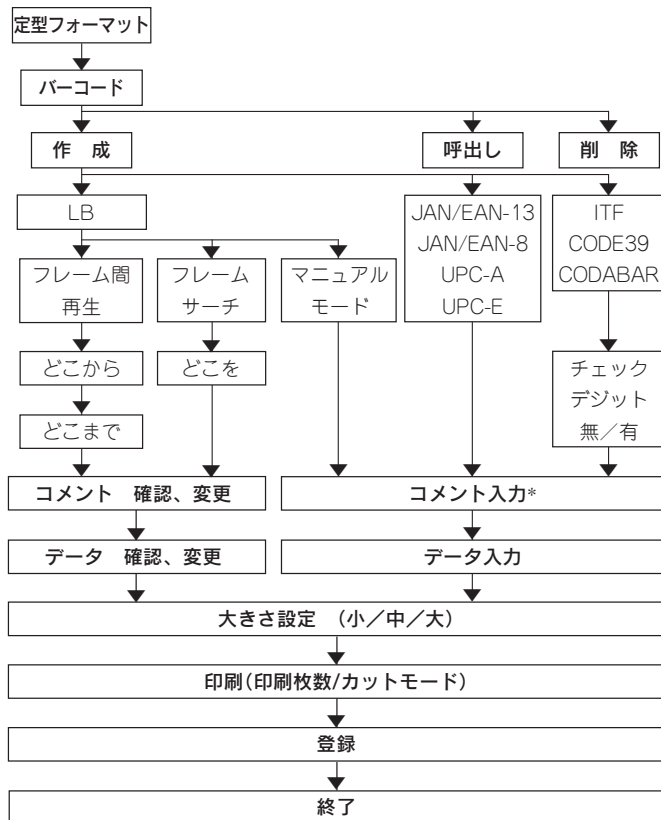 定型フォーマット
バーコード
作　成
呼出し
削　除
LB
JAN/EAN-13
JAN/EAN-8
UPC-A
UPC-E
ITF
CODE39
CODABAR
フレーム間
再生
フレーム
サーチ
マニュアル
モード
どこから
どこを
チェック
デジット
無／有
どこまで
コメント　確認、変更
コメント入力*
データ　確認、変更
データ入力
大きさ設定　（小／中／大）
印刷（印刷枚数/カットモード）
登録
終了